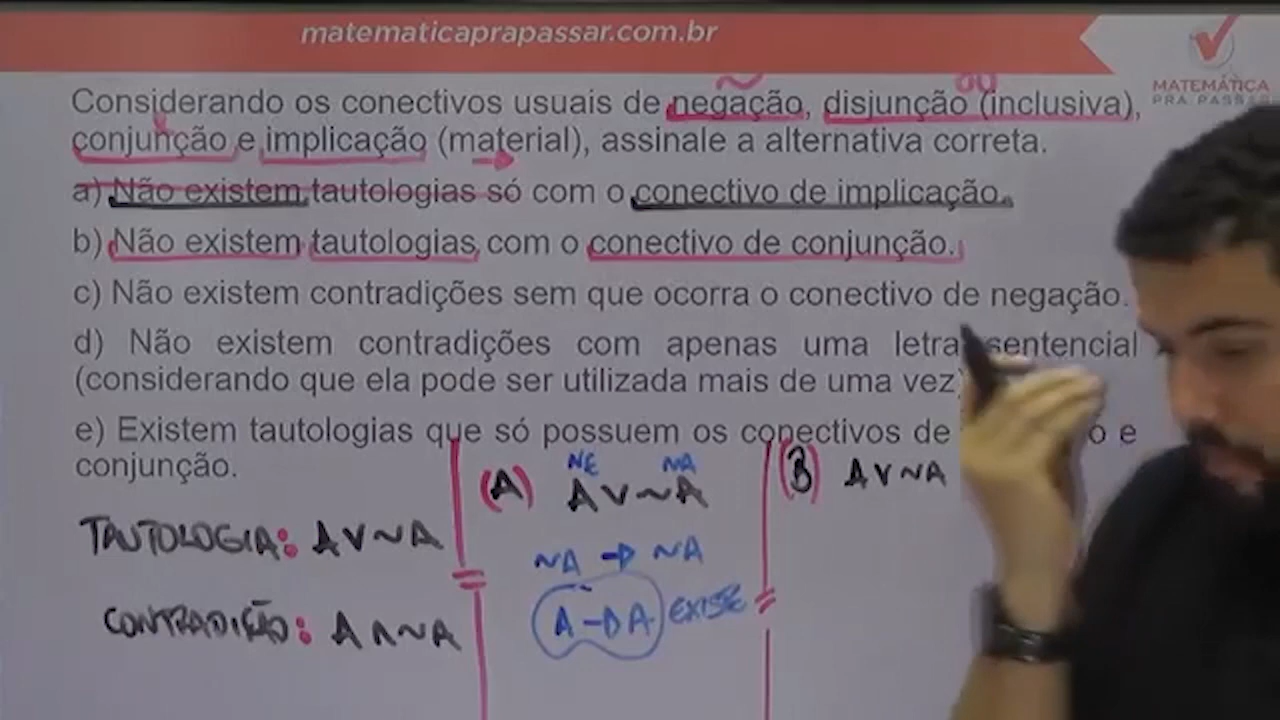 matematicaprapassar.com.br
MATEMÁTICA
PRA PASSAR
~ ou
Considerando os conectivos usuais de negação, disjunção (inclusiva),
conjunção e implicação (material), assinale a alternativa correta.
a) Não existem tautologias só com o conectivo de implicação.
b) Não existem tautologias com o conectivo de conjunção.
c) Não existem contradições sem que ocorra o conectivo de negação.
d) Não existem contradições com apenas uma letra sentencial
(considerando que ela pode ser utilizada mais de uma vez)
e) Existem tautologias que só possuem os conectivos de o e
conjunção.
TAUTOLOGIA: A V ~A
CONTRADIÇÃO: A ∧ ~A
(A) A V ~A
~A → ~A
A → A EXISTE
(B) A V ~A